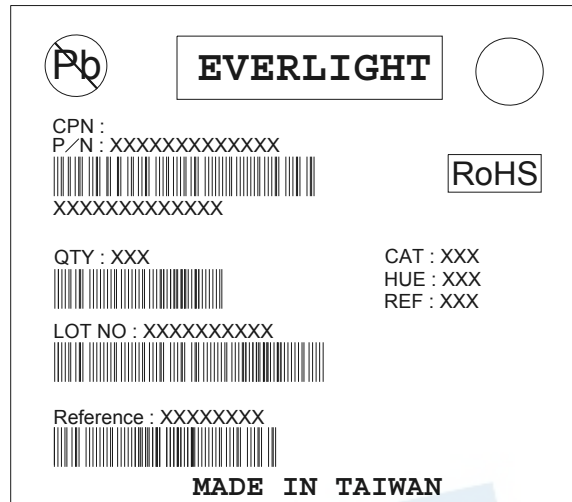 Pb
EVERLIGHT
CPN :
P/N : XXXXXXXXXXXXX
RoHS
XXXXXXXXXXXXX
QTY : XXX
CAT : XXX
HUE : XXX
REF : XXX
LOT NO : XXXXXXXXXX
Reference : XXXXXXXX
MADE IN TAIWAN